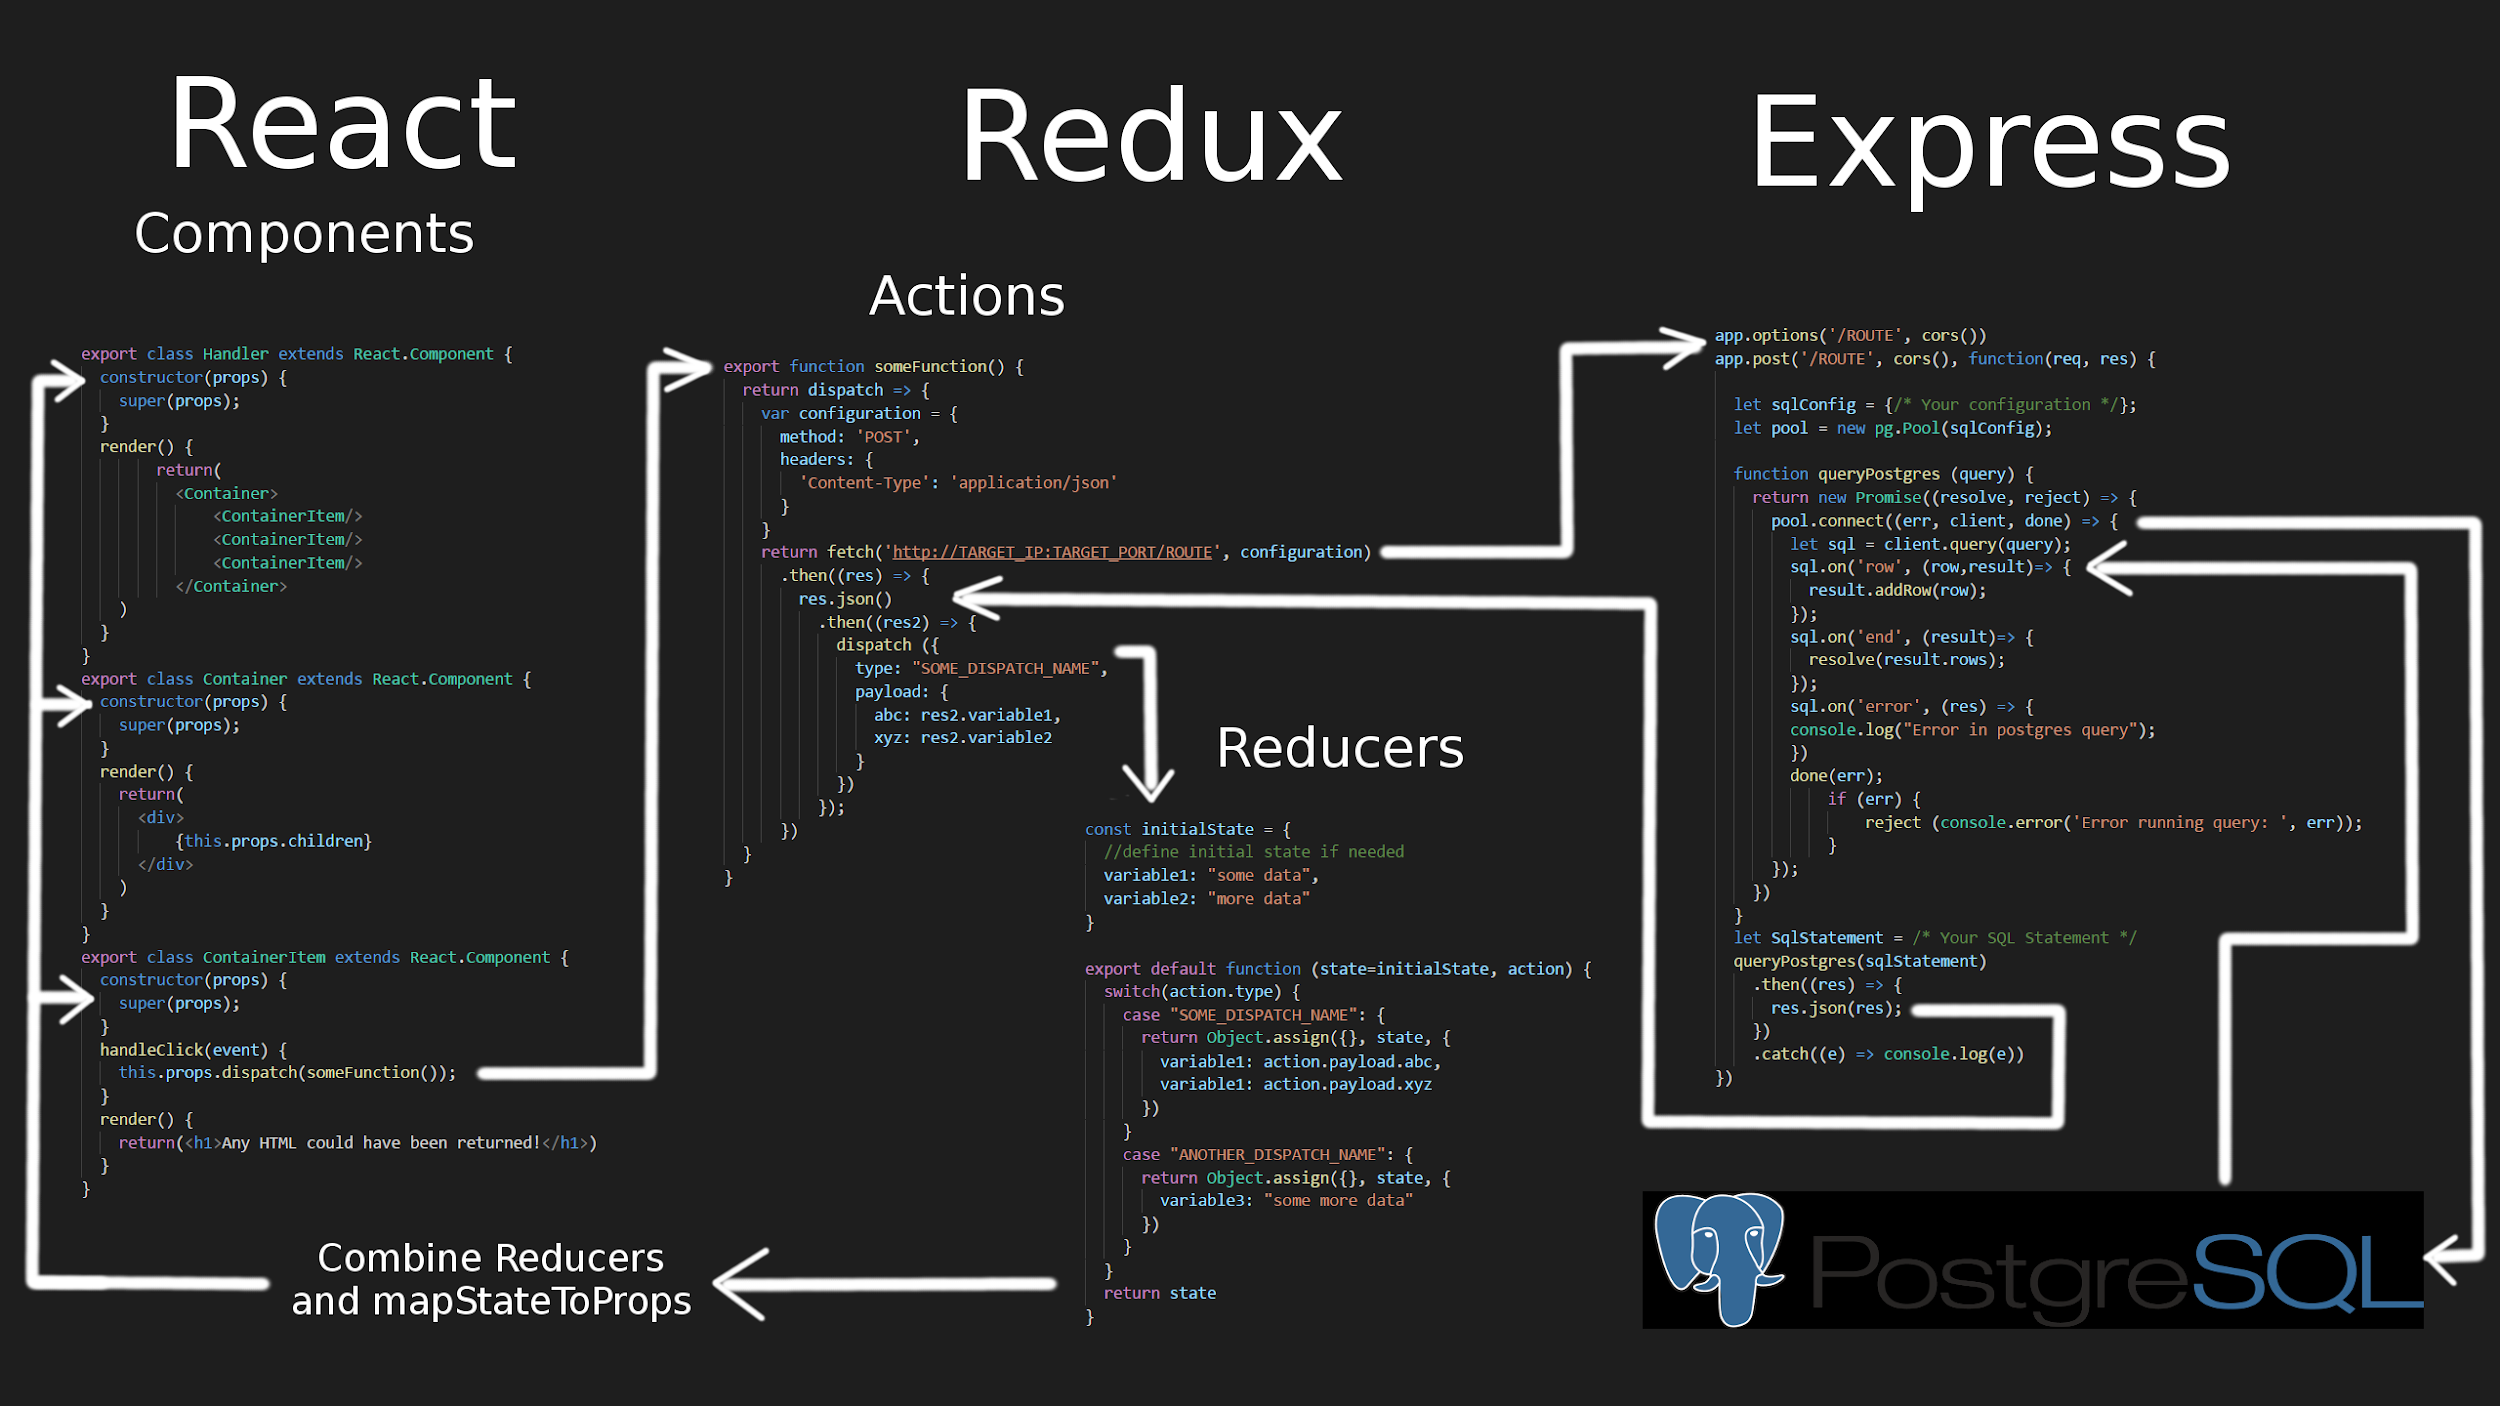 React
Components
export class Handler extends React.Component {
constructor(props) {
super(props);
}
render() {
return(
<Container>
<ContainerItem/>
<ContainerItem/>
<ContainerItem/>
</Container>
)
}
}
export class Container extends React.Component {
constructor(props) {
super(props);
}
render() {
return(
<div>
{this.props.children}
</div>
)
}
}
export class ContainerItem extends React.Component {
constructor(props) {
super(props);
}
handleClick(event) {
this.props.dispatch(someFunction());
}
render() {
return(<h1>Any HTML could have been returned!</h1>)
}
}
Combine Reducers
and mapStateToProps
Redux
Actions
export function someFunction() {
return dispatch => {
var configuration = {
method: 'POST',
headers: {
'Content-Type': 'application/json'
}
}
return fetch('http://TARGET_IP:TARGET_PORT/ROUTE', configuration)
.then((res) => {
res.json()
.then((res2) => {
dispatch ({
type: "SOME_DISPATCH_NAME",
payload: {
abc: res2.variable1,
xyz: res2.variable2
}
})
});
})
}
}
Reducers
const initialState = {
//define initial state if needed
variable1: "some data",
variable2: "more data"
}
export default function (state=initialState, action) {
switch(action.type) {
case "SOME_DISPATCH_NAME": {
return Object.assign({}, state, {
variable1: action.payload.abc,
variable1: action.payload.xyz
})
}
case "ANOTHER_DISPATCH_NAME": {
return Object.assign({}, state, {
variable3: "some more data"
})
}
}
return state
}
Express
app.options('/ROUTE', cors())
app.post('/ROUTE', cors(), function(req, res) {
let sqlConfig = {/* Your configuration */};
let pool = new pg.Pool(sqlConfig);
function queryPostgres (query) {
return new Promise((resolve, reject) => {
pool.connect((err, client, done) => {
let sql = client.query(query);
sql.on('row', (row,result)=> {
result.addRow(row);
});
sql.on('end', (result)=> {
resolve(result.rows);
});
sql.on('error', (res) => {
console.log("Error in postgres query");
})
done(err);
if (err) {
reject (console.error('Error running query: ', err));
}
});
})
}
let SqlStatement = /* Your SQL Statement */
queryPostgres(sqlStatement)
.then((res) => {
res.json(res);
})
.catch((e) => console.log(e))
})
PostgreSQL